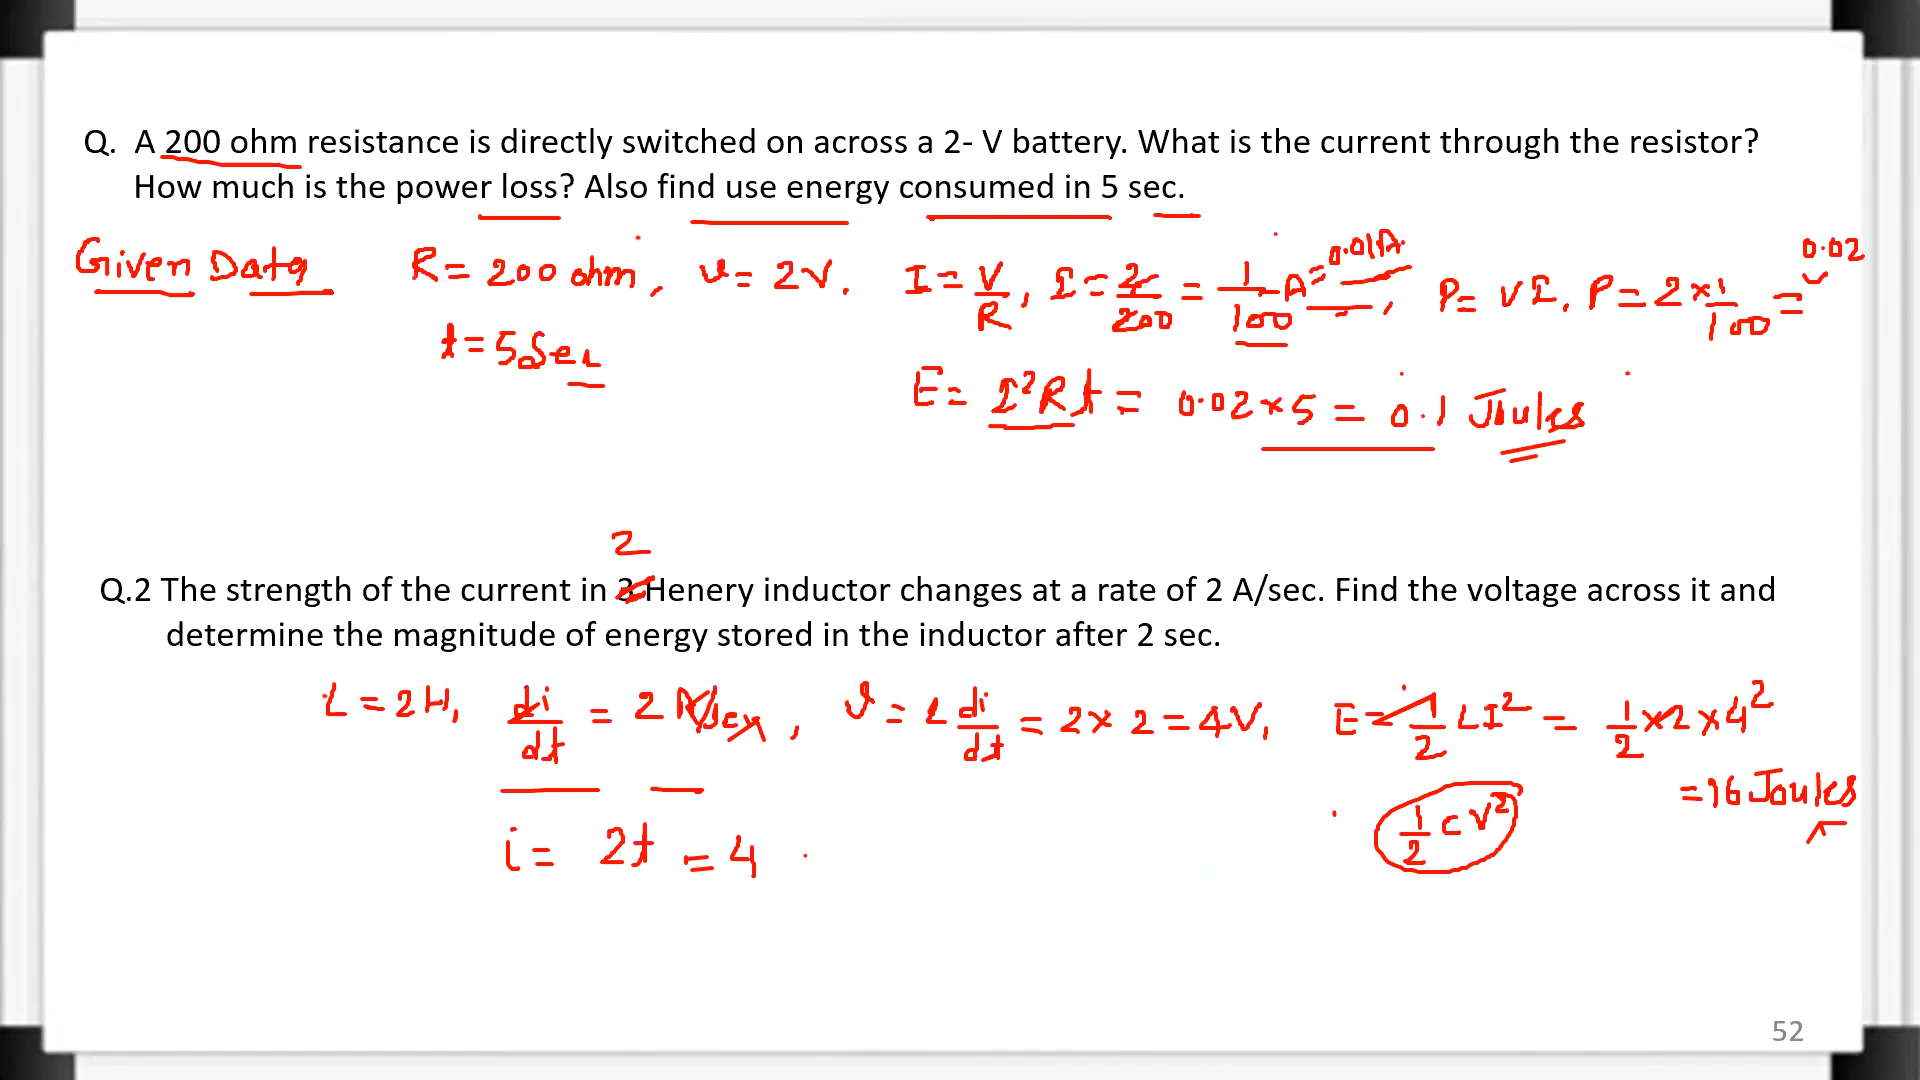 Q. A 200 ohm resistance is directly switched on across a 2- V battery. What is the current through the resistor?
How much is the power loss? Also find use energy consumed in 5 sec.
Given Data R = 200 ohm, v = 2V. I = V/R, I = 2/200 = 1/100 A = 0.01A, P = VI. P = 2 × 1/100 = 0.02
t = 5 Sec
E = I²Rt = 0.02 × 5 = 0.1 Joules
2
Q.2 The strength of the current in Henery inductor changes at a rate of 2 A/sec. Find the voltage across it and
determine the magnitude of energy stored in the inductor after 2 sec.
L = 2H, di/dt = 2 A/sec, v = L di/dt = 2 × 2 = 4V, E = 1/2 LI² = 1/2 × 2 × 4²
= 16 Joules
1/2 CV²
i = 2t = 4
52